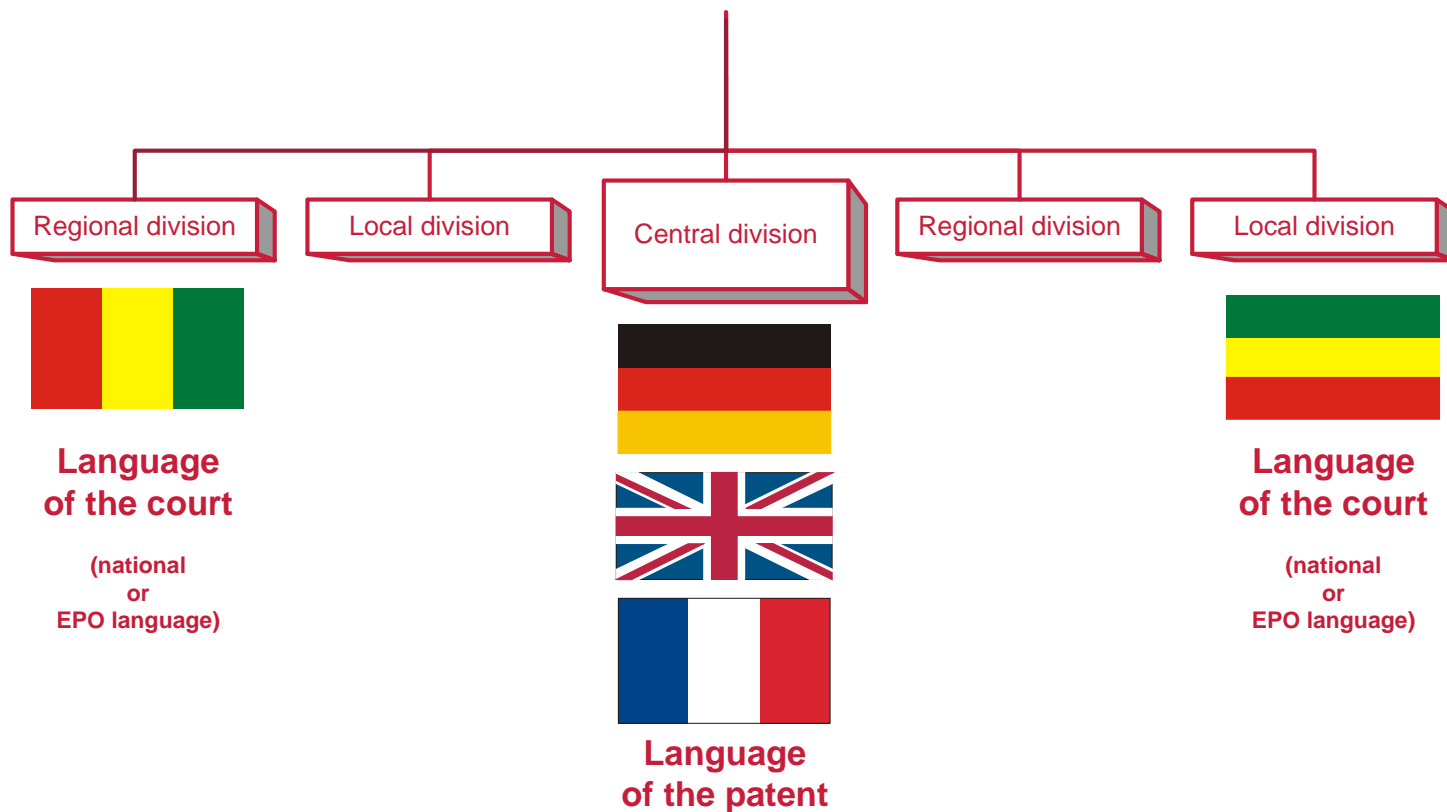 Regional division
Local division
Central division
Regional division
Local division
Language
of the court
(national
or
EPO language)
Language
of the patent
Language
of the court
(national
or
EPO language)